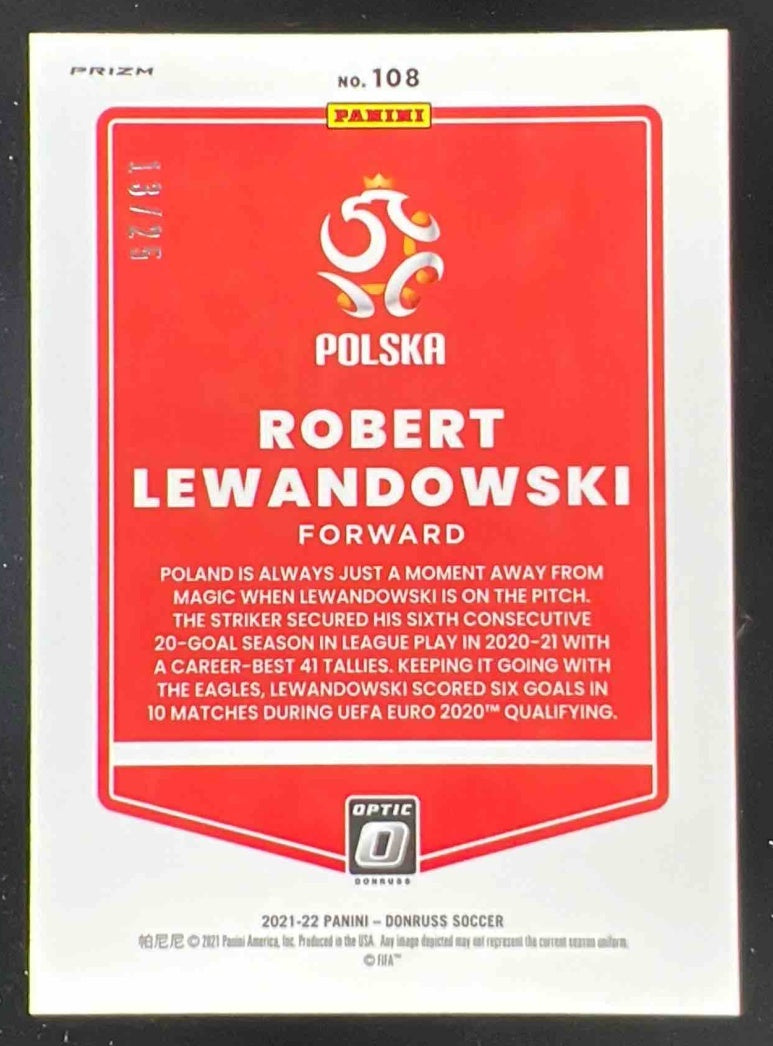 PRIZM
NO. 108
PANINI
13/25
POLSKA
ROBERT
LEWANDOWSKI
FORWARD
POLAND IS ALWAYS JUST A MOMENT AWAY FROM
MAGIC WHEN LEWANDOWSKI IS ON THE PITCH.
THE STRIKER SECURED HIS SIXTH CONSECUTIVE
20-GOAL SEASON IN LEAGUE PLAY IN 2020-21 WITH
A CAREER-BEST 41 TALLIES. KEEPING IT GOING WITH
THE EAGLES, LEWANDOWSKI SCORED SIX GOALS IN
10 MATCHES DURING UEFA EURO 2020™ QUALIFYING.
OPTIC
DONRUSS
2021-22 PANINI – DONRUSS SOCCER
帕尼尼 © 2021 Panini America, Inc. Produced in the USA. Any image depicted may not represent the current season uniform.
© FIFA™